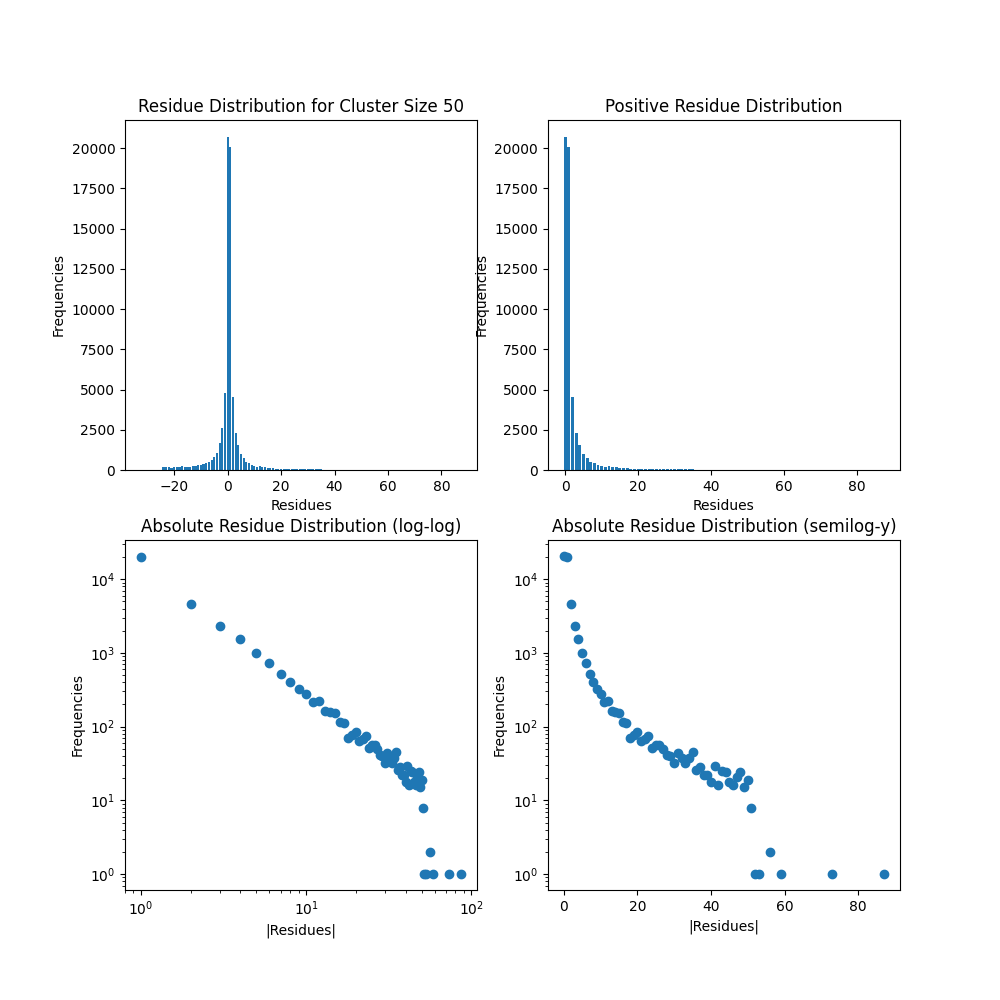 Residue Distribution for Cluster Size 50
Frequencies
20000
17500
15000
12500
10000
7500
5000
2500
0
−20 0 20 40 60 80
Residues
Positive Residue Distribution
Frequencies
20000
17500
15000
12500
10000
7500
5000
2500
0
0 20 40 60 80
Residues
Absolute Residue Distribution (log-log)
Frequencies
10⁴
10³
10²
10¹
10⁰
10⁰ 10¹ 10²
|Residues|
Absolute Residue Distribution (semilog-y)
Frequencies
10⁴
10³
10²
10¹
10⁰
0 20 40 60 80
|Residues|